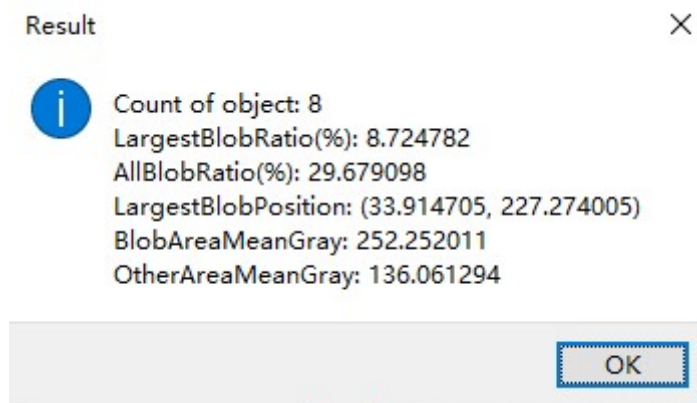 Result
Count of object: 8
LargestBlobRatio(%): 8.724782
AllBlobRatio(%): 29.679098
LargestBlobPosition: (33.914705, 227.274005)
BlobAreaMeanGray: 252.252011
OtherAreaMeanGray: 136.061294
OK